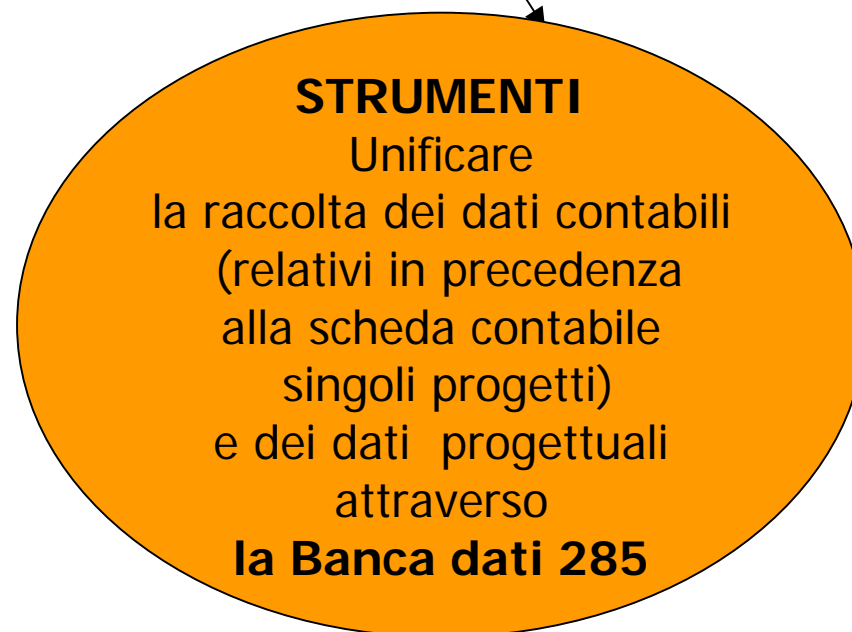 STRUMENTI
Unificare
la raccolta dei dati contabili
(relativi in precedenza
alla scheda contabile
singoli progetti)
e dei dati progettuali
attraverso
la Banca dati 285